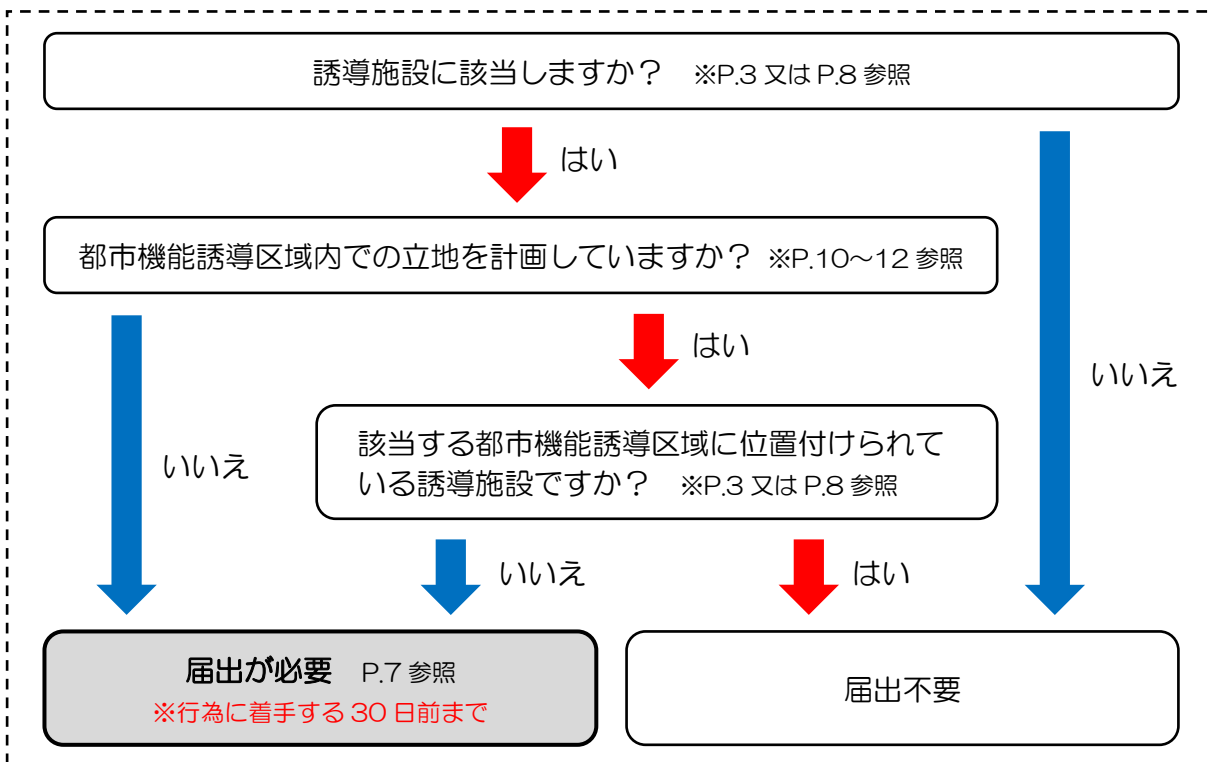 誘導施設に該当しますか？ ※P.3 又は P.8 参照
はい
都市機能誘導区域内での立地を計画していますか？ ※P.10～12 参照
はい
いいえ
該当する都市機能誘導区域に位置付けられて
いる誘導施設ですか？ ※P.3 又は P.8 参照
いいえ
いいえ
はい
届出が必要 P.7 参照
※行為に着手する 30 日前まで
届出不要